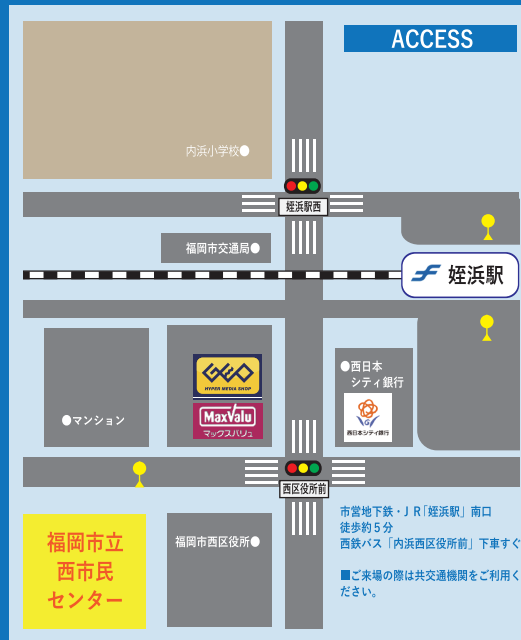 ACCESS
内浜小学校●
姪浜駅西
福岡市交通局●
姪浜駅
GEO
HYPER MEDIA SHOP
MaxValu
マックスバリュ
●西日本
シティ銀行
西日本シティ銀行
●マンション
西区役所前
福岡市立
西市民
センター
福岡市西区役所●
市営地下鉄・JR「姪浜駅」南口
徒歩約5分
西鉄バス「内浜西区役所前」下車すぐ
■ご来場の際は共交通機関をご利用く
ださい。